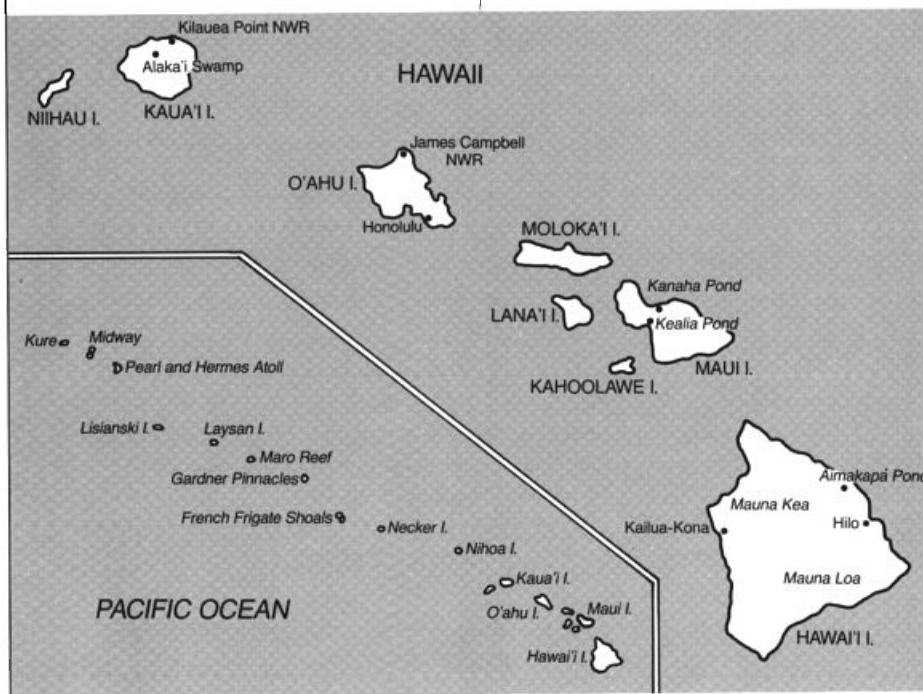 Kilauea Point NWR
Alaka'i Swamp
HAWAII
NIIHAU I.
KAUA'I I.
James Campbell
NWR
O'AHU I.
Honolulu
MOLOKA'I I.
Kanaha Pond
LANA'I I.
Kealia Pond
MAUI I.
KAHOOLAWE I.
Kure
Midway
Pearl and Hermes Atoll
Lisianski I.
Laysan I.
Maro Reef
Gardner Pinnacles
French Frigate Shoals
Necker I.
Nihoa I.
Kaua'i I.
O'ahu I.
Maui I.
Hawai'i I.
PACIFIC OCEAN
Aimakapa Pond
Mauna Kea
Kailua-Kona
Hilo
Mauna Loa
HAWAI'I I.